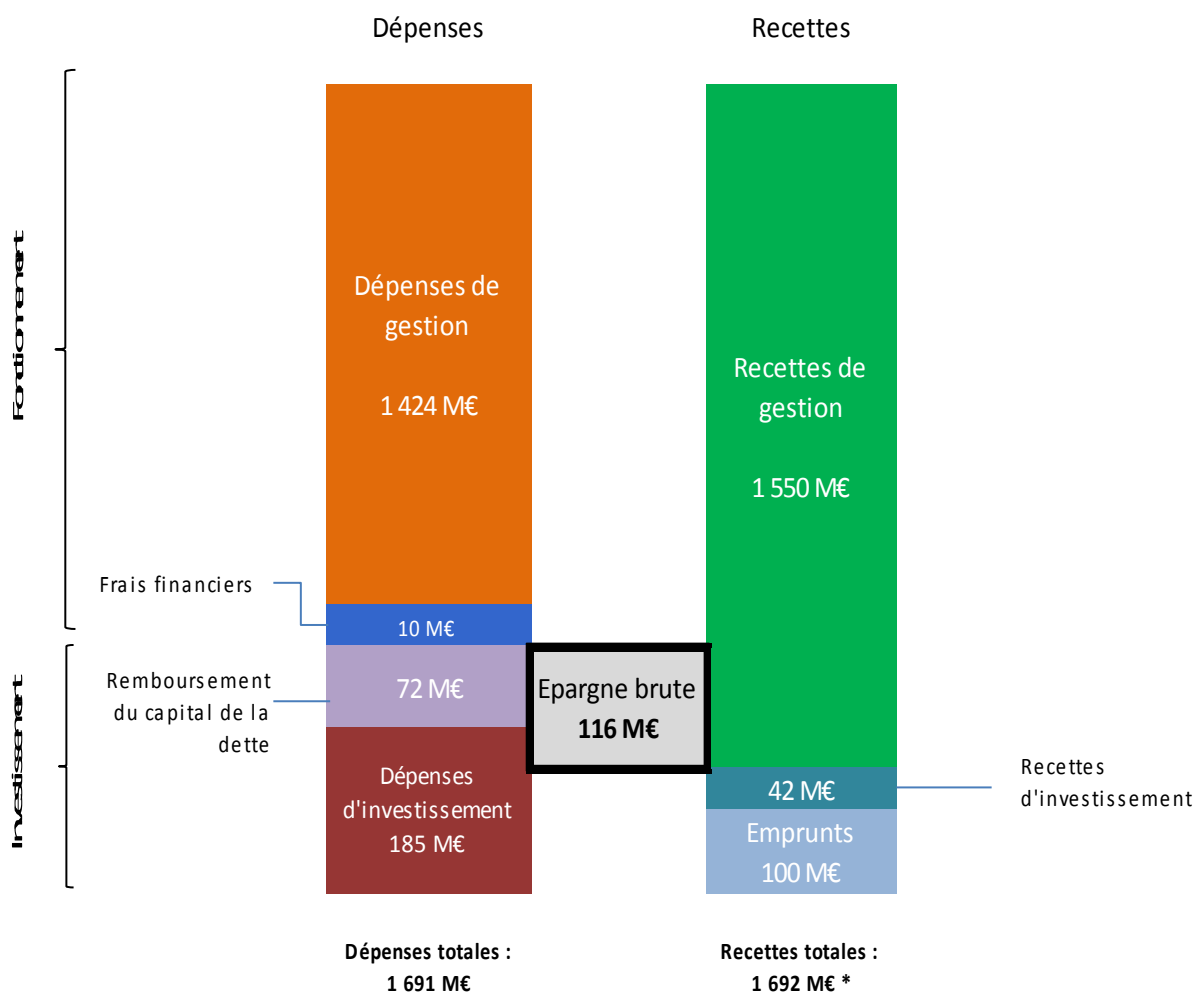 Dépenses
Recettes
Fonctionnement
Dépenses de
gestion
1 424 M€
Recettes de
gestion
1 550 M€
Frais financiers
10 M€
Investissement
Remboursement
du capital de la
dette
72 M€
Epargne brute
116 M€
Dépenses
d'investissement
185 M€
42 M€
Recettes
d'investissement
Emprunts
100 M€
Dépenses totales :
1 691 M€
Recettes totales :
1 692 M€ *